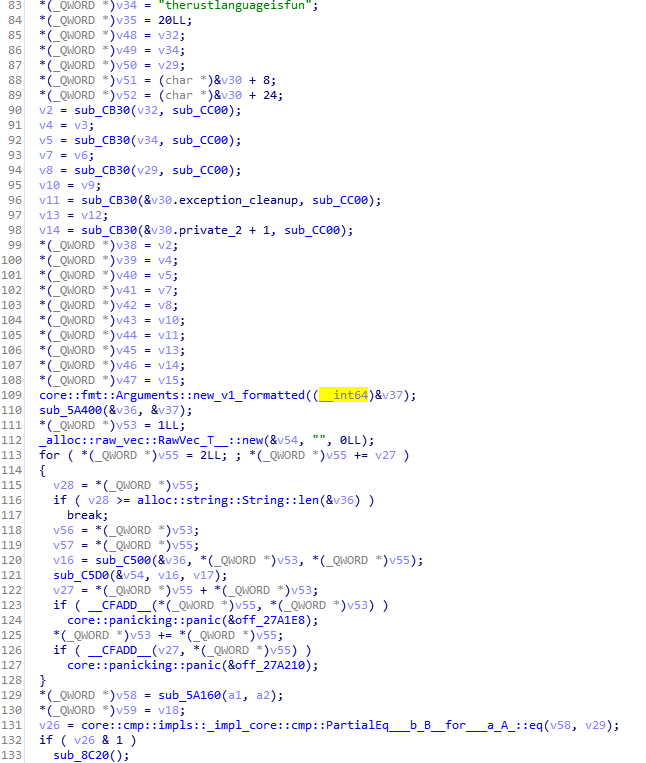 83 *(_QWORD *)v34 = "therustlanguageisfun";
84 *(_QWORD *)v35 = 20LL;
85 *(_QWORD *)v48 = v32;
86 *(_QWORD *)v49 = v34;
87 *(_QWORD *)v50 = v29;
88 *(_QWORD *)v51 = (char *)&v30 + 8;
89 *(_QWORD *)v52 = (char *)&v30 + 24;
90 v2 = sub_CB30(v32, sub_CC00);
91 v4 = v3;
92 v5 = sub_CB30(v34, sub_CC00);
93 v7 = v6;
94 v8 = sub_CB30(v29, sub_CC00);
95 v10 = v9;
96 v11 = sub_CB30(&v30.exception_cleanup, sub_CC00);
97 v13 = v12;
98 v14 = sub_CB30(&v30.private_2 + 1, sub_CC00);
99 *(_QWORD *)v38 = v2;
100 *(_QWORD *)v39 = v4;
101 *(_QWORD *)v40 = v5;
102 *(_QWORD *)v41 = v7;
103 *(_QWORD *)v42 = v8;
104 *(_QWORD *)v43 = v10;
105 *(_QWORD *)v44 = v11;
106 *(_QWORD *)v45 = v13;
107 *(_QWORD *)v46 = v14;
108 *(_QWORD *)v47 = v15;
109 core::fmt::Arguments::new_v1_formatted((__int64)&v37);
110 sub_5A400(&v36, &v37);
111 *(_QWORD *)v53 = 1LL;
112 _alloc::raw_vec::RawVec_T__::new(&v54, "", 0LL);
113 for ( *(_QWORD *)v55 = 2LL; ; *(_QWORD *)v55 += v27 )
114 {
115 v28 = *(_QWORD *)v55;
116 if ( v28 >= alloc::string::String::len(&v36) )
117 break;
118 v56 = *(_QWORD *)v53;
119 v57 = *(_QWORD *)v55;
120 v16 = sub_C500(&v36, *(_QWORD *)v53, *(_QWORD *)v55);
121 sub_C5D0(&v54, v16, v17);
122 v27 = *(_QWORD *)v55 + *(_QWORD *)v53;
123 if ( __CFADD__(*(_QWORD *)v55, *(_QWORD *)v53) )
124 core::panicking::panic(&off_27A1E8);
125 *(_QWORD *)v53 += *(_QWORD *)v55;
126 if ( __CFADD__(v27, *(_QWORD *)v55) )
127 core::panicking::panic(&off_27A210);
128 }
129 *(_QWORD *)v58 = sub_5A160(a1, a2);
130 *(_QWORD *)v59 = v18;
131 v26 = core::cmp::impls::_impl_core::cmp::PartialEq___b_B__for___a_A_::eq(v58, v29);
132 if ( v26 & 1 )
133 sub_8C20();